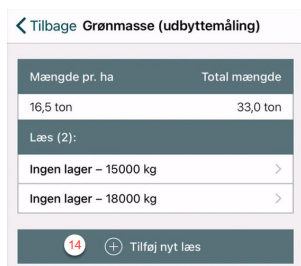 Tilbage Grønmasse (udbyttemåling)
Mængde pr. ha Total mængde
16,5 ton 33,0 ton
Læs (2):
Ingen lager – 15000 kg
Ingen lager – 18000 kg
14 Tilføj nyt læs